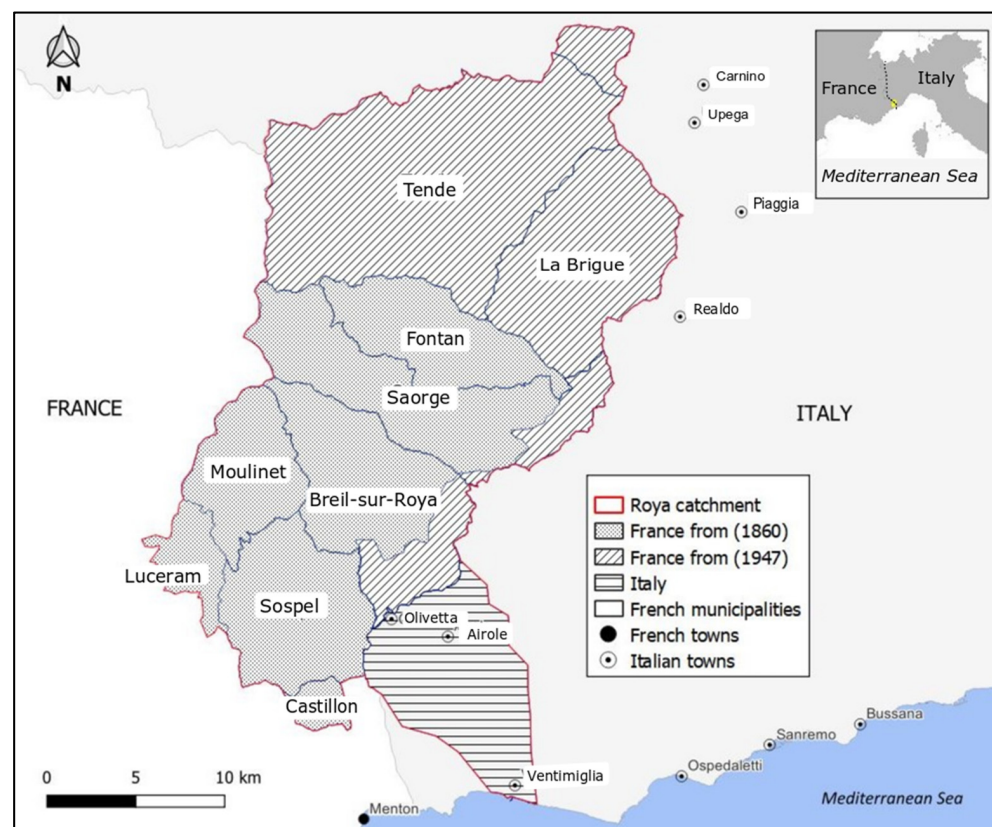 N
Carnino
Upega
Piaggia
Realdo
France
Italy
Mediterranean Sea
Tende
La Brigue
Fontan
Saorge
FRANCE
ITALY
Moulinet
Breil-sur-Roya
Luceram
Sospel
Olivetta
Airole
Castillon
Ventimiglia
Roya catchment
France from (1860)
France from (1947)
Italy
French municipalities
French towns
Italian towns
Bussana
Sanremo
Ospedaletti
Menton
Mediterranean Sea
0 5 10 km